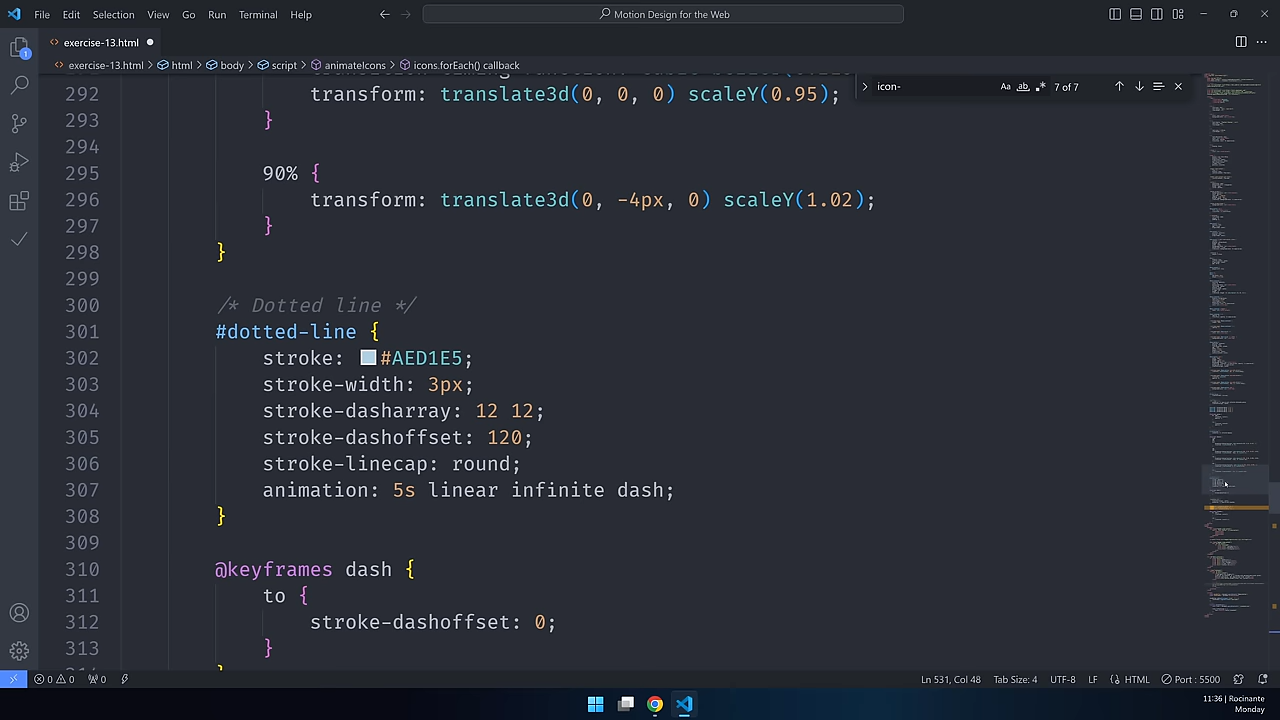 File Edit Selection View Go Run Terminal Help
Motion Design for the Web
exercise-13.html
exercise-13.html html body script animateIcons icons.forEach() callback
icon- Aa ab .* 7 of 7
292 transform: translate3d(0, 0, 0) scaleY(0.95);
293 }
294
295 90% {
296 transform: translate3d(0, -4px, 0) scaleY(1.02);
297 }
298 }
299
300 /* Dotted line */
301 #dotted-line {
302 stroke: #AED1E5;
303 stroke-width: 3px;
304 stroke-dasharray: 12 12;
305 stroke-dashoffset: 120;
306 stroke-linecap: round;
307 animation: 5s linear infinite dash;
308 }
309
310 @keyframes dash {
311 to {
312 stroke-dashoffset: 0;
313 }
1
0 0 0 Ln 531, Col 48 Tab Size: 4 UTF-8 LF HTML Port : 5500
11:36 | Rocinante
Monday